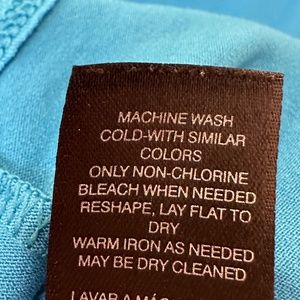 MACHINE WASH
COLD-WITH SIMILAR
COLORS
ONLY NON-CHLORINE
BLEACH WHEN NEEDED
RESHAPE, LAY FLAT TO
DRY
WARM IRON AS NEEDED
MAY BE DRY CLEANED
LAVAR A